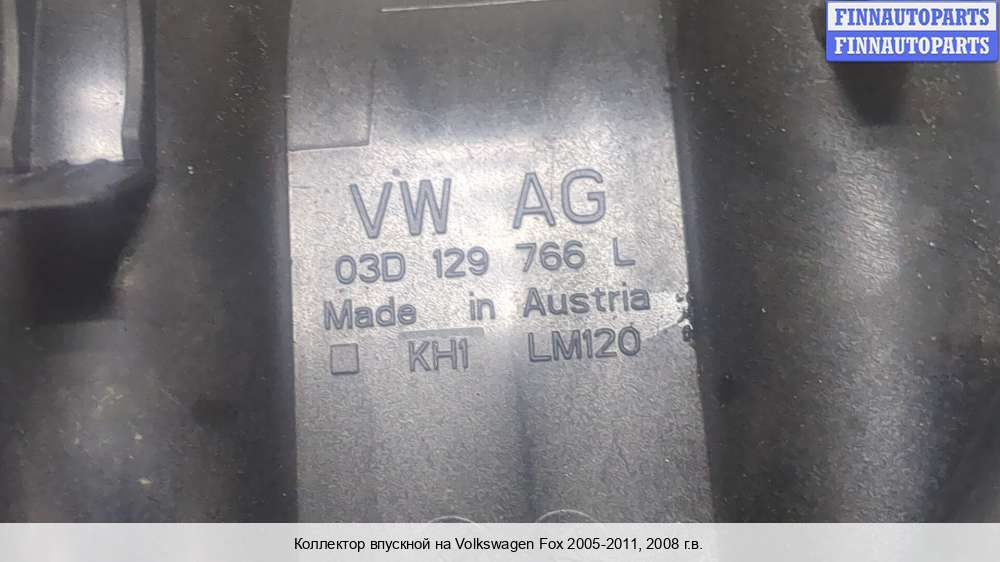 FINNAUTOPARTS
FINNAUTOPARTS
VW AG
03D 129 766 L
Made in Austria
KH1 LM120
Коллектор впускной на Volkswagen Fox 2005-2011, 2008 г.в.